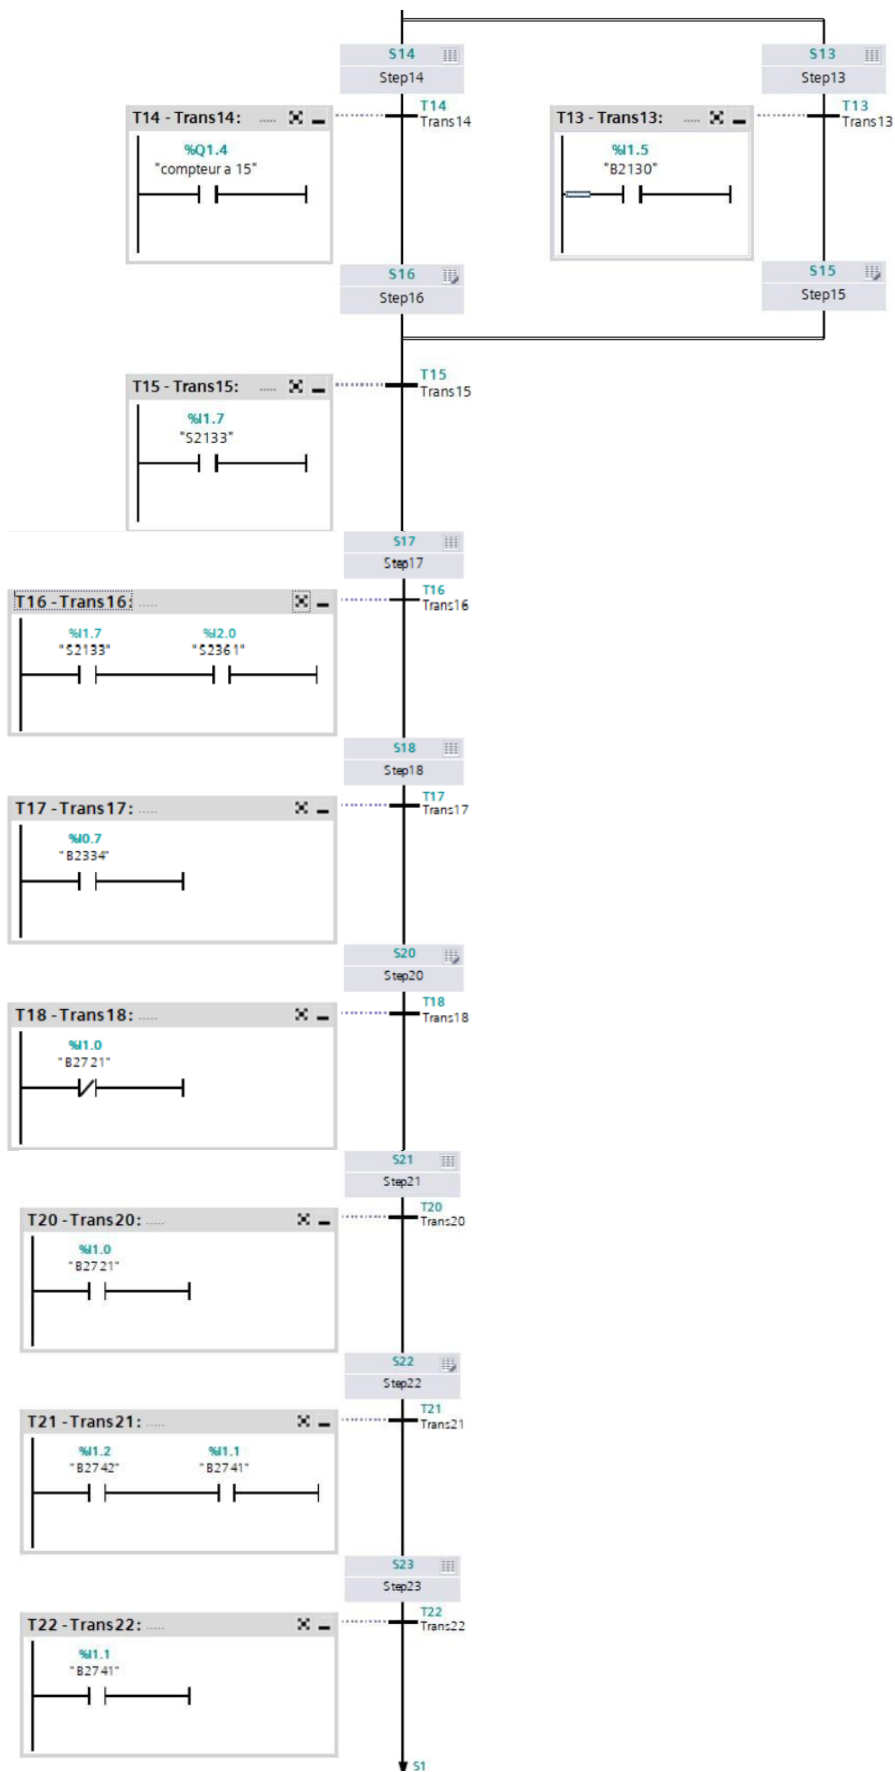 S14
Step14
S13
Step13
T14 - Trans14: .....
T14
Trans14
T13 - Trans13: .....
T13
Trans13
%Q1.4
"compteur a 15"
%I1.5
"B2130"
S16
Step16
S15
Step15
T15 - Trans15: .....
T15
Trans15
%I1.7
"S2133"
S17
Step17
T16 - Trans16: .....
T16
Trans16
%I1.7
"S2133"
%I2.0
"S2361"
S18
Step18
T17 - Trans17: .....
T17
Trans17
%I0.7
"B2334"
S20
Step20
T18 - Trans18: .....
T18
Trans18
%I1.0
"B2721"
S21
Step21
T20 - Trans20: .....
T20
Trans20
%I1.0
"B2721"
S22
Step22
T21 - Trans21: .....
T21
Trans21
%I1.2
"B2742"
%I1.1
"B2741"
S23
Step23
T22 - Trans22: .....
T22
Trans22
%I1.1
"B2741"
S1